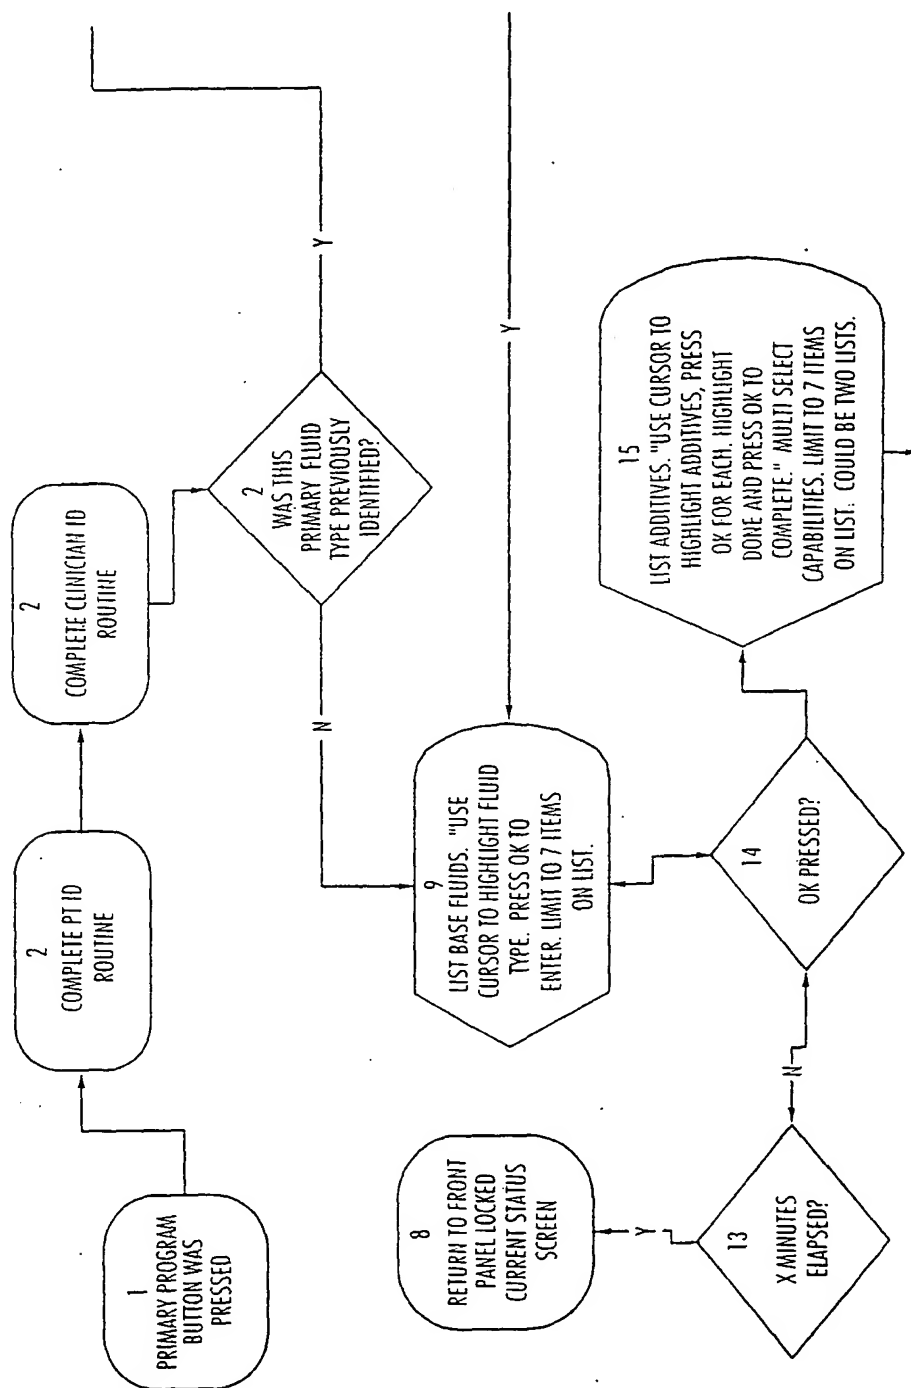 1
PRIMARY PROGRAM
BUTTON WAS
PRESSED
2
COMPLETE PT ID
ROUTINE
2
COMPLETE CLINICIAN ID
ROUTINE
2
WAS THIS
PRIMARY FLUID
TYPE PREVIOUSLY
IDENTIFIED?
Y
N
9
LIST BASE FLUIDS. "USE
CURSOR TO HIGHLIGHT FLUID
TYPE. PRESS OK TO
ENTER. LIMIT TO 7 ITEMS
ON LIST.
Y
8
RETURN TO FRONT
PANEL LOCKED
CURRENT STATUS
SCREEN
Y
13
X MINUTES
ELAPSED?
N
14
OK PRESSED?
15
LIST ADDITIVES. "USE CURSOR TO
HIGHLIGHT ADDITIVES, PRESS
OK FOR EACH. HIGHLIGHT
DONE AND PRESS OK TO
COMPLETE." MULTI SELECT
CAPABILITIES. LIMIT TO 7 ITEMS
ON LIST. COULD BE TWO LISTS.